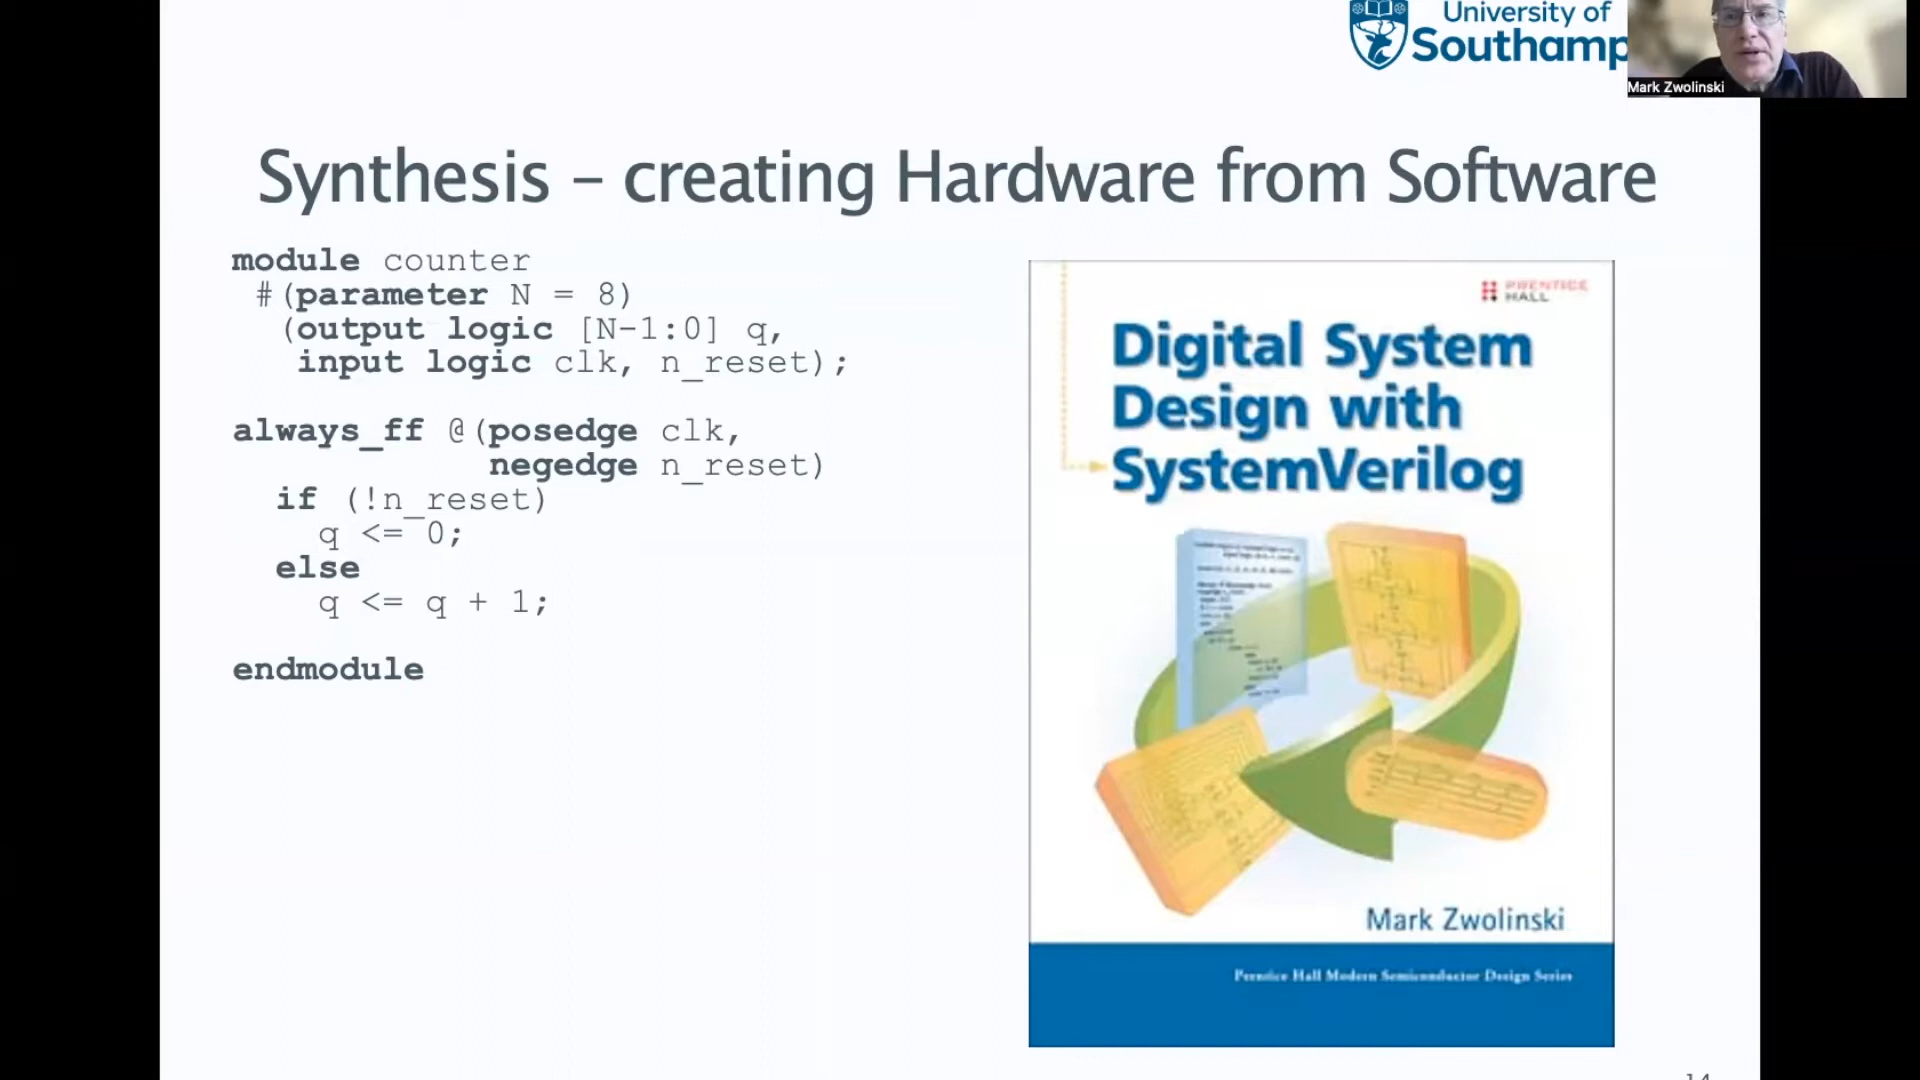 University of
Southamp
Mark Zwolinski
Synthesis – creating Hardware from Software
module counter
#(parameter N = 8)
(output logic [N-1:0] q,
input logic clk, n_reset);
always_ff @(posedge clk,
negedge n_reset)
if (!n_reset)
q <= 0;
else
q <= q + 1;
endmodule
PRENTICE
HALL
Digital System
Design with
SystemVerilog
Mark Zwolinski
Prentice Hall Modern Semiconductor Design Series